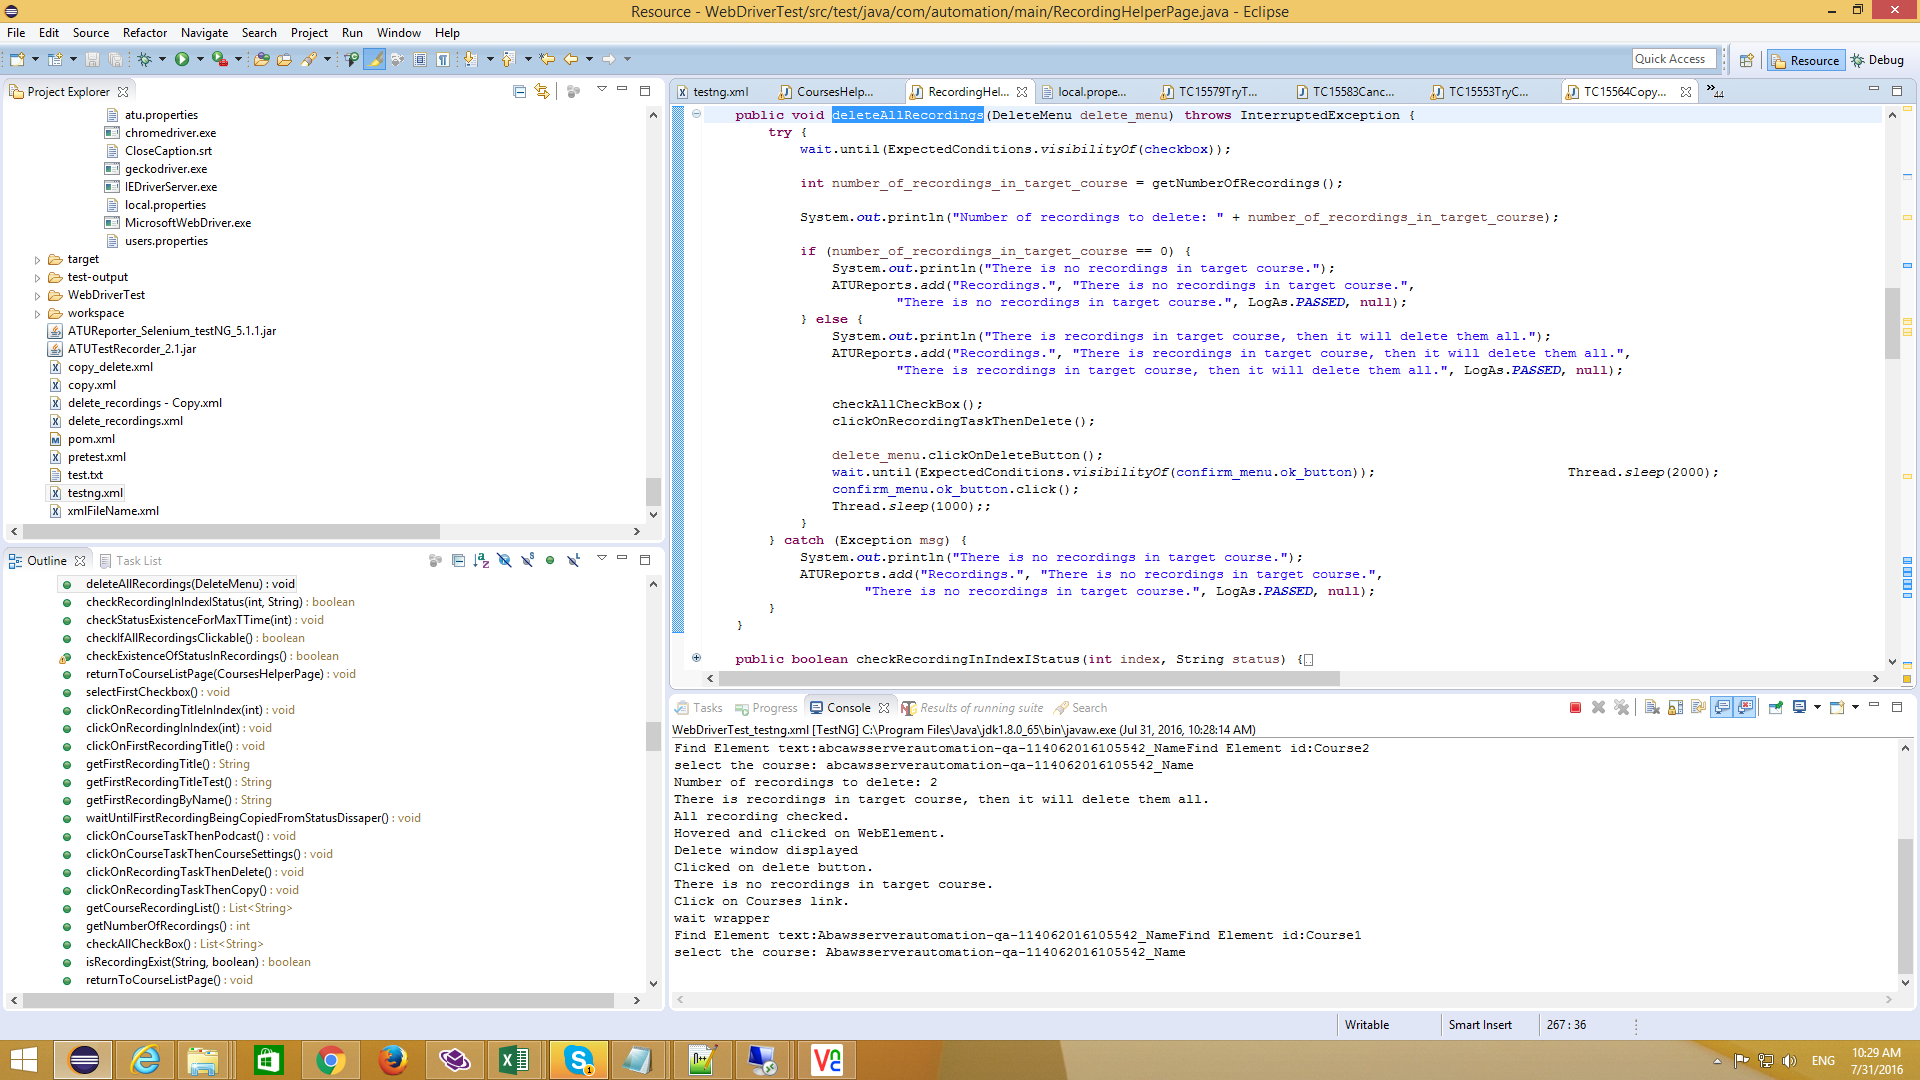 Resource - WebDriverTest/src/test/java/com/automation/main/RecordingHelperPage.java - Eclipse
File Edit Source Refactor Navigate Search Project Run Window Help
Quick Access
Resource
Debug
Project Explorer
atu.properties
chromedriver.exe
CloseCaption.srt
geckodriver.exe
IEDriverServer.exe
local.properties
MicrosoftWebDriver.exe
users.properties
target
test-output
WebDriverTest
workspace
ATUReporter_Selenium_testNG_5.1.1.jar
ATUTestRecorder_2.1.jar
copy_delete.xml
copy.xml
delete_recordings - Copy.xml
delete_recordings.xml
pom.xml
pretest.xml
test.txt
testng.xml
xmlFileName.xml
Outline
Task List
deleteAllRecordings(DeleteMenu) : void
checkRecordingInIndexIStatus(int, String) : boolean
checkStatusExistenceForMaxTTime(int) : void
checkIfAllRecordingsClickable() : boolean
checkExistenceOfStatusInRecordings() : boolean
returnToCourseListPage(CoursesHelperPage) : void
selectFirstCheckbox() : void
clickOnRecordingTitleInIndex(int) : void
clickOnRecordingInIndex(int) : void
clickOnFirstRecordingTitle() : void
getFirstRecordingTitle() : String
getFirstRecordingTitleTest() : String
getFirstRecordingByName() : String
waitUntilFirstRecordingBeingCopiedFromStatusDissaper() : void
clickOnCourseTaskThenPodcast() : void
clickOnCourseTaskThenCourseSettings() : void
clickOnRecordingTaskThenDelete() : void
clickOnRecordingTaskThenCopy() : void
getCourseRecordingList() : List<String>
getNumberOfRecordings() : int
checkAllCheckBox() : List<String>
isRecordingExist(String, boolean) : boolean
returnToCourseListPage() : void
testng.xml
CoursesHelp...
RecordingHel...
local.prope...
TC15579TryT...
TC15583Canc...
TC15553TryC...
TC15564Copy...
»44
public void deleteAllRecordings(DeleteMenu delete_menu) throws InterruptedException {
try {
wait.until(ExpectedConditions.visibilityOf(checkbox));
int number_of_recordings_in_target_course = getNumberOfRecordings();
System.out.println("Number of recordings to delete: " + number_of_recordings_in_target_course);
if (number_of_recordings_in_target_course == 0) {
System.out.println("There is no recordings in target course.");
ATUReports.add("Recordings.", "There is no recordings in target course.",
"There is no recordings in target course.", LogAs.PASSED, null);
} else {
System.out.println("There is recordings in target course, then it will delete them all.");
ATUReports.add("Recordings.", "There is recordings in target course, then it will delete them all.",
"There is recordings in target course, then it will delete them all.", LogAs.PASSED, null);
checkAllCheckBox();
clickOnRecordingTaskThenDelete();
delete_menu.clickOnDeleteButton();
wait.until(ExpectedConditions.visibilityOf(confirm_menu.ok_button)); Thread.sleep(2000);
confirm_menu.ok_button.click();
Thread.sleep(1000);;
}
} catch (Exception msg) {
System.out.println("There is no recordings in target course.");
ATUReports.add("Recordings.", "There is no recordings in target course.",
"There is no recordings in target course.", LogAs.PASSED, null);
}
}
public boolean checkRecordingInIndexIStatus(int index, String status) {
Tasks
Progress
Console
Results of running suite
Search
WebDriverTest_testng.xml [TestNG] C:\Program Files\Java\jdk1.8.0_65\bin\javaw.exe (Jul 31, 2016, 10:28:14 AM)
Find Element text:abcawsserverautomation-qa-114062016105542_NameFind Element id:Course2
select the course: abcawsserverautomation-qa-114062016105542_Name
Number of recordings to delete: 2
There is recordings in target course, then it will delete them all.
All recording checked.
Hovered and clicked on WebElement.
Delete window displayed
Clicked on delete button.
There is no recordings in target course.
Click on Courses link.
wait wrapper
Find Element text:Abawsserverautomation-qa-114062016105542_NameFind Element id:Course1
select the course: Abawsserverautomation-qa-114062016105542_Name
Writable
Smart Insert
267 : 36
ENG
10:29 AM
7/31/2016